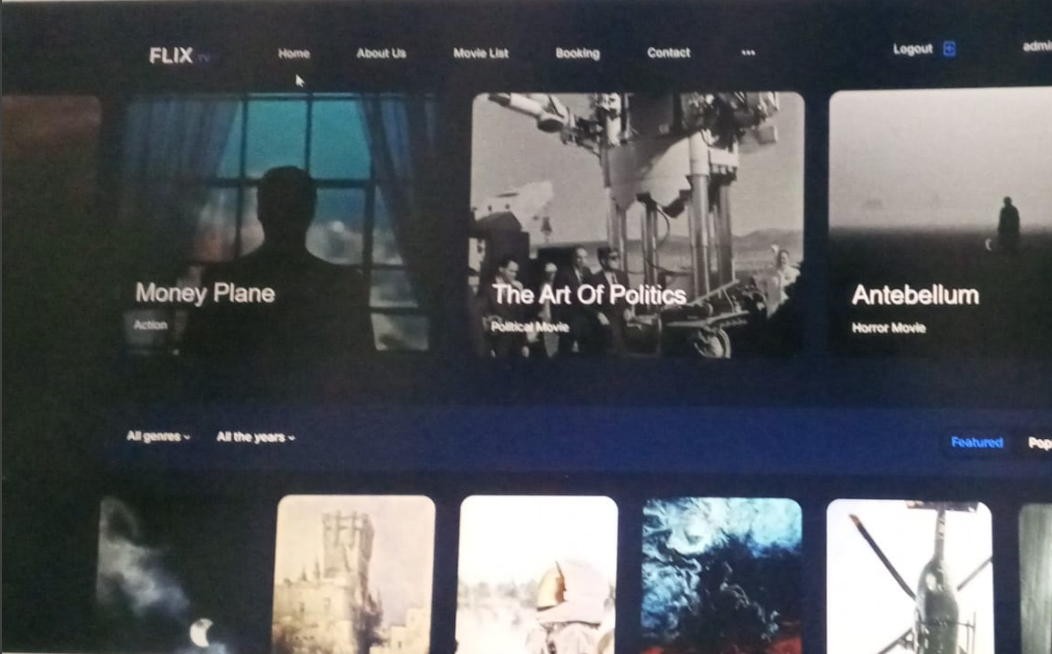 FLIX TV
Home
About Us
Movie List
Booking
Contact
...
Logout
admi
Money Plane
Action
The Art Of Politics
Political Movie
Antebellum
Horror Movie
All genres
All the years
Featured
Pop